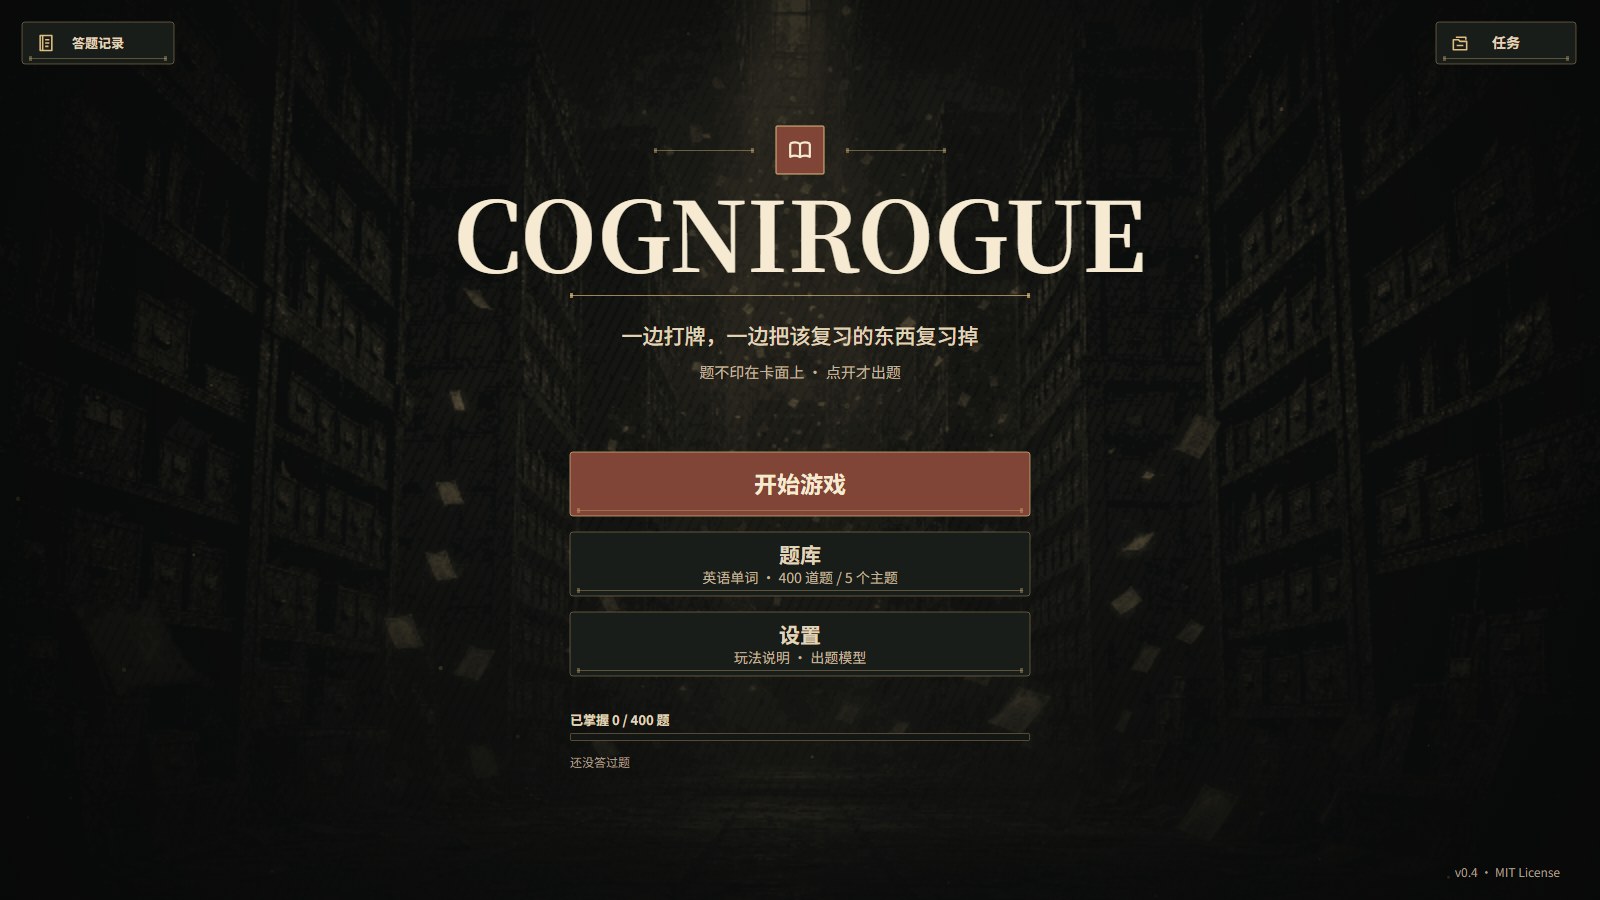 答题记录
任务
COGNIROGUE
一边打牌，一边把该复习的东西复习掉
题不印在卡面上 · 点开才出题
开始游戏
题库
英语单词 · 400 道题 / 5 个主题
设置
玩法说明 · 出题模型
已掌握 0 / 400 题
还没答过题
v0.4 · MIT License